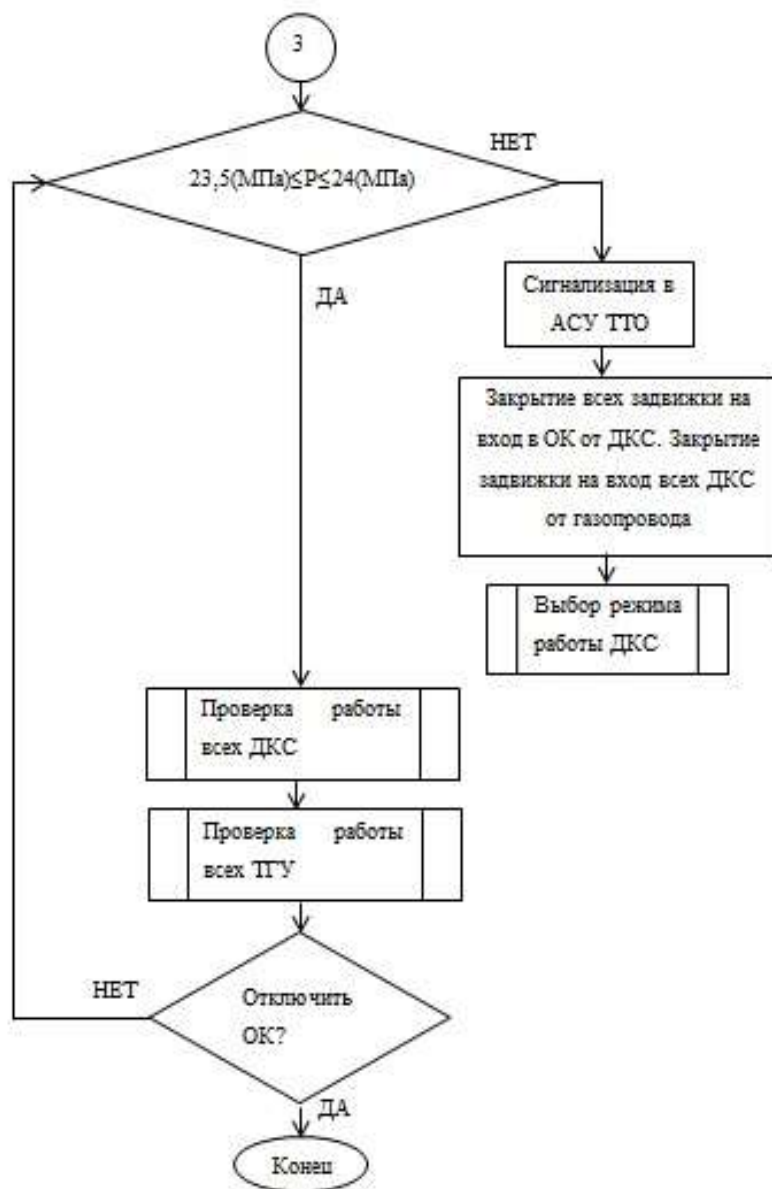 3
НЕТ
23,5(МПа)≤P≤24(МПа)
ДА
Сигнализация в
АСУ ТТО
Закрытие всех задвижки на
вход в ОК от ДКС. Закрытие
задвижки на вход всех ДКС
от газопровода
Выбор режима
работы ДКС
Проверка работы
всех ДКС
Проверка работы
всех ТГУ
НЕТ
Отключить
ОК?
ДА
Конец